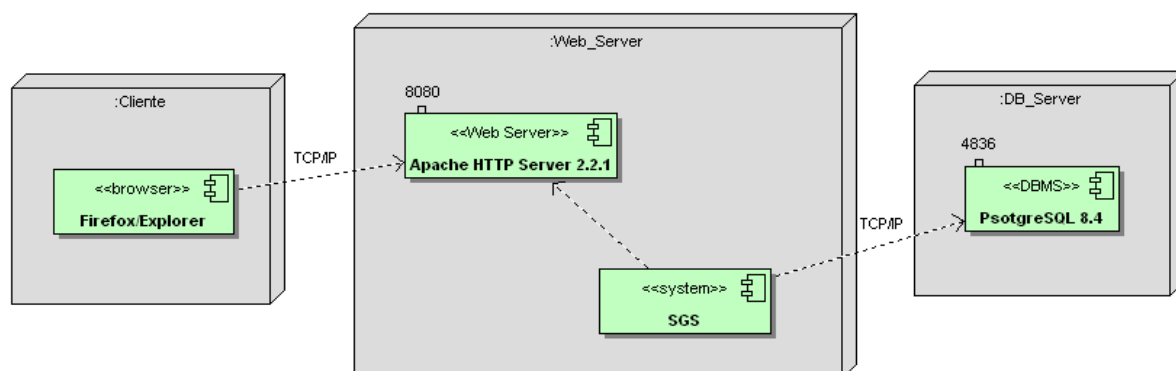 :Cliente
<<browser>>
Firefox/Explorer
TCP/IP
:Web_Server
8080
<<Web Server>>
Apache HTTP Server 2.2.1
<<system>>
SGS
TCP/IP
:DB_Server
4836
<<DBMS>>
PsotgreSQL 8.4